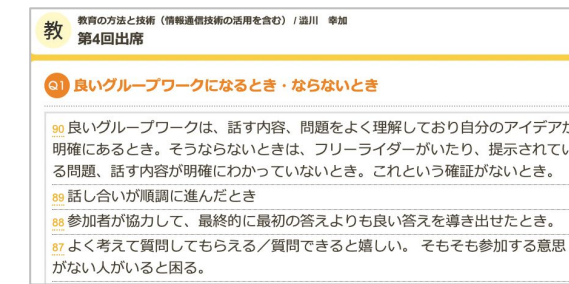 教
教育の方法と技術（情報通信技術の活用を含む） / 澁川　幸加
第4回出席
Q1 良いグループワークになるとき・ならないとき
90 良いグループワークは、話す内容、問題をよく理解しており自分のアイデアが
明確にあるとき。そうならないときは、フリーライダーがいたり、提示されてい
る問題、話す内容が明確にわかっていないとき。これという確証がないとき。
89 話し合いが順調に進んだとき
88 参加者が協力して、最終的に最初の答えよりも良い答えを導き出せたとき。
87 よく考えて質問してもらえる／質問できると嬉しい。 そもそも参加する意思
がない人がいると困る。